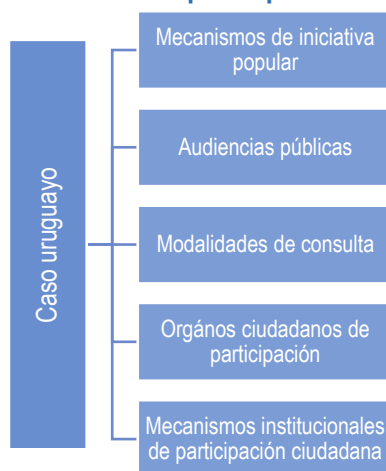 Caso uruguayo
Mecanismos de iniciativa
popular
Audiencias públicas
Modalidades de consulta
Orgános ciudadanos de
participación
Mecanismos institucionales
de participación ciudadana